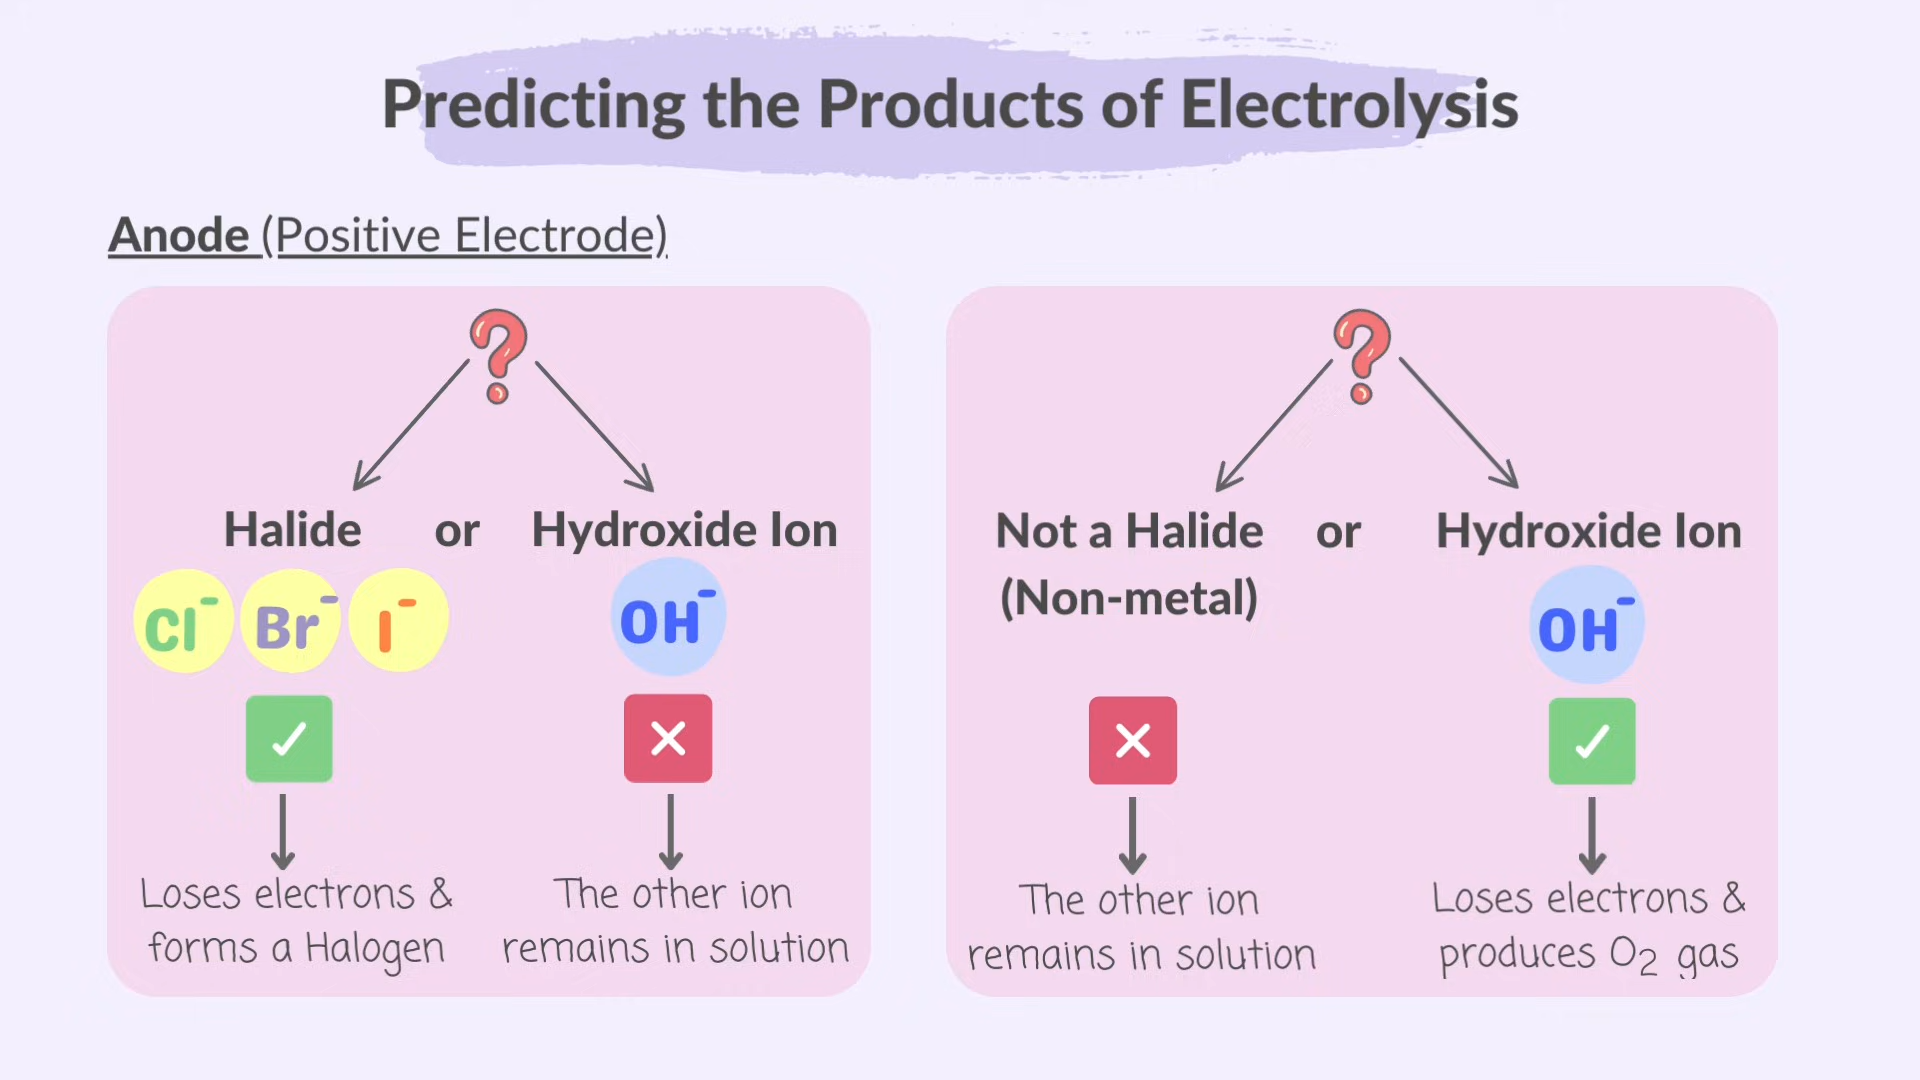 Predicting the Products of Electrolysis
Anode (Positive Electrode)
?
Halide or Hydroxide Ion
Cl⁻ Br⁻ I⁻ OH⁻
Loses electrons &
forms a Halogen
The other ion
remains in solution
?
Not a Halide or Hydroxide Ion
(Non-metal)
OH⁻
The other ion
remains in solution
Loses electrons &
produces O₂ gas